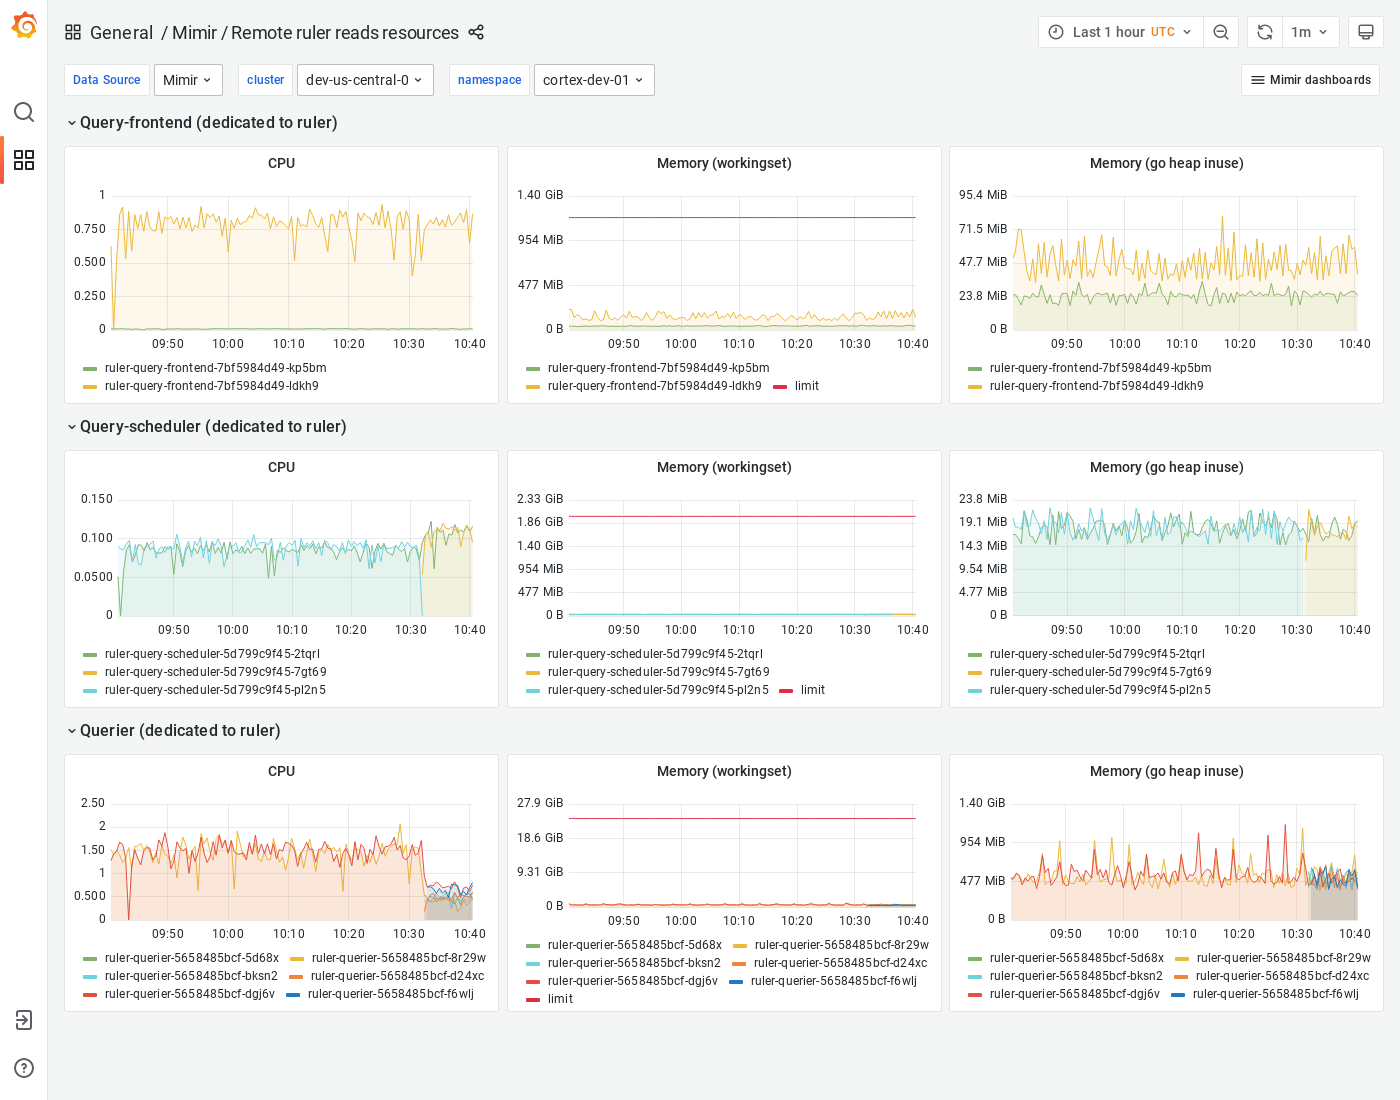 General / Mimir / Remote ruler reads resources
Last 1 hour UTC
1m
Data Source Mimir cluster dev-us-central-0 namespace cortex-dev-01 Mimir dashboards
Query-frontend (dedicated to ruler)
CPU
1
0.750
0.500
0.250
0
09:50 10:00 10:10 10:20 10:30 10:40
ruler-query-frontend-7bf5984d49-kp5bm
ruler-query-frontend-7bf5984d49-ldkh9
Memory (workingset)
1.40 GiB
954 MiB
477 MiB
0 B
09:50 10:00 10:10 10:20 10:30 10:40
ruler-query-frontend-7bf5984d49-kp5bm
ruler-query-frontend-7bf5984d49-ldkh9 limit
Memory (go heap inuse)
95.4 MiB
71.5 MiB
47.7 MiB
23.8 MiB
0 B
09:50 10:00 10:10 10:20 10:30 10:40
ruler-query-frontend-7bf5984d49-kp5bm
ruler-query-frontend-7bf5984d49-ldkh9
Query-scheduler (dedicated to ruler)
CPU
0.150
0.100
0.0500
0
09:50 10:00 10:10 10:20 10:30 10:40
ruler-query-scheduler-5d799c9f45-2tqrl
ruler-query-scheduler-5d799c9f45-7gt69
ruler-query-scheduler-5d799c9f45-pl2n5
Memory (workingset)
2.33 GiB
1.86 GiB
1.40 GiB
954 MiB
477 MiB
0 B
09:50 10:00 10:10 10:20 10:30 10:40
ruler-query-scheduler-5d799c9f45-2tqrl
ruler-query-scheduler-5d799c9f45-7gt69
ruler-query-scheduler-5d799c9f45-pl2n5 limit
Memory (go heap inuse)
23.8 MiB
19.1 MiB
14.3 MiB
9.54 MiB
4.77 MiB
0 B
09:50 10:00 10:10 10:20 10:30 10:40
ruler-query-scheduler-5d799c9f45-2tqrl
ruler-query-scheduler-5d799c9f45-7gt69
ruler-query-scheduler-5d799c9f45-pl2n5
Querier (dedicated to ruler)
CPU
2.50
2
1.50
1
0.500
0
09:50 10:00 10:10 10:20 10:30 10:40
ruler-querier-5658485bcf-5d68x ruler-querier-5658485bcf-8r29w
ruler-querier-5658485bcf-bksn2 ruler-querier-5658485bcf-d24xc
ruler-querier-5658485bcf-dgj6v ruler-querier-5658485bcf-f6wlj
Memory (workingset)
27.9 GiB
18.6 GiB
9.31 GiB
0 B
09:50 10:00 10:10 10:20 10:30 10:40
ruler-querier-5658485bcf-5d68x ruler-querier-5658485bcf-8r29w
ruler-querier-5658485bcf-bksn2 ruler-querier-5658485bcf-d24xc
ruler-querier-5658485bcf-dgj6v ruler-querier-5658485bcf-f6wlj
limit
Memory (go heap inuse)
1.40 GiB
954 MiB
477 MiB
0 B
09:50 10:00 10:10 10:20 10:30 10:40
ruler-querier-5658485bcf-5d68x ruler-querier-5658485bcf-8r29w
ruler-querier-5658485bcf-bksn2 ruler-querier-5658485bcf-d24xc
ruler-querier-5658485bcf-dgj6v ruler-querier-5658485bcf-f6wlj